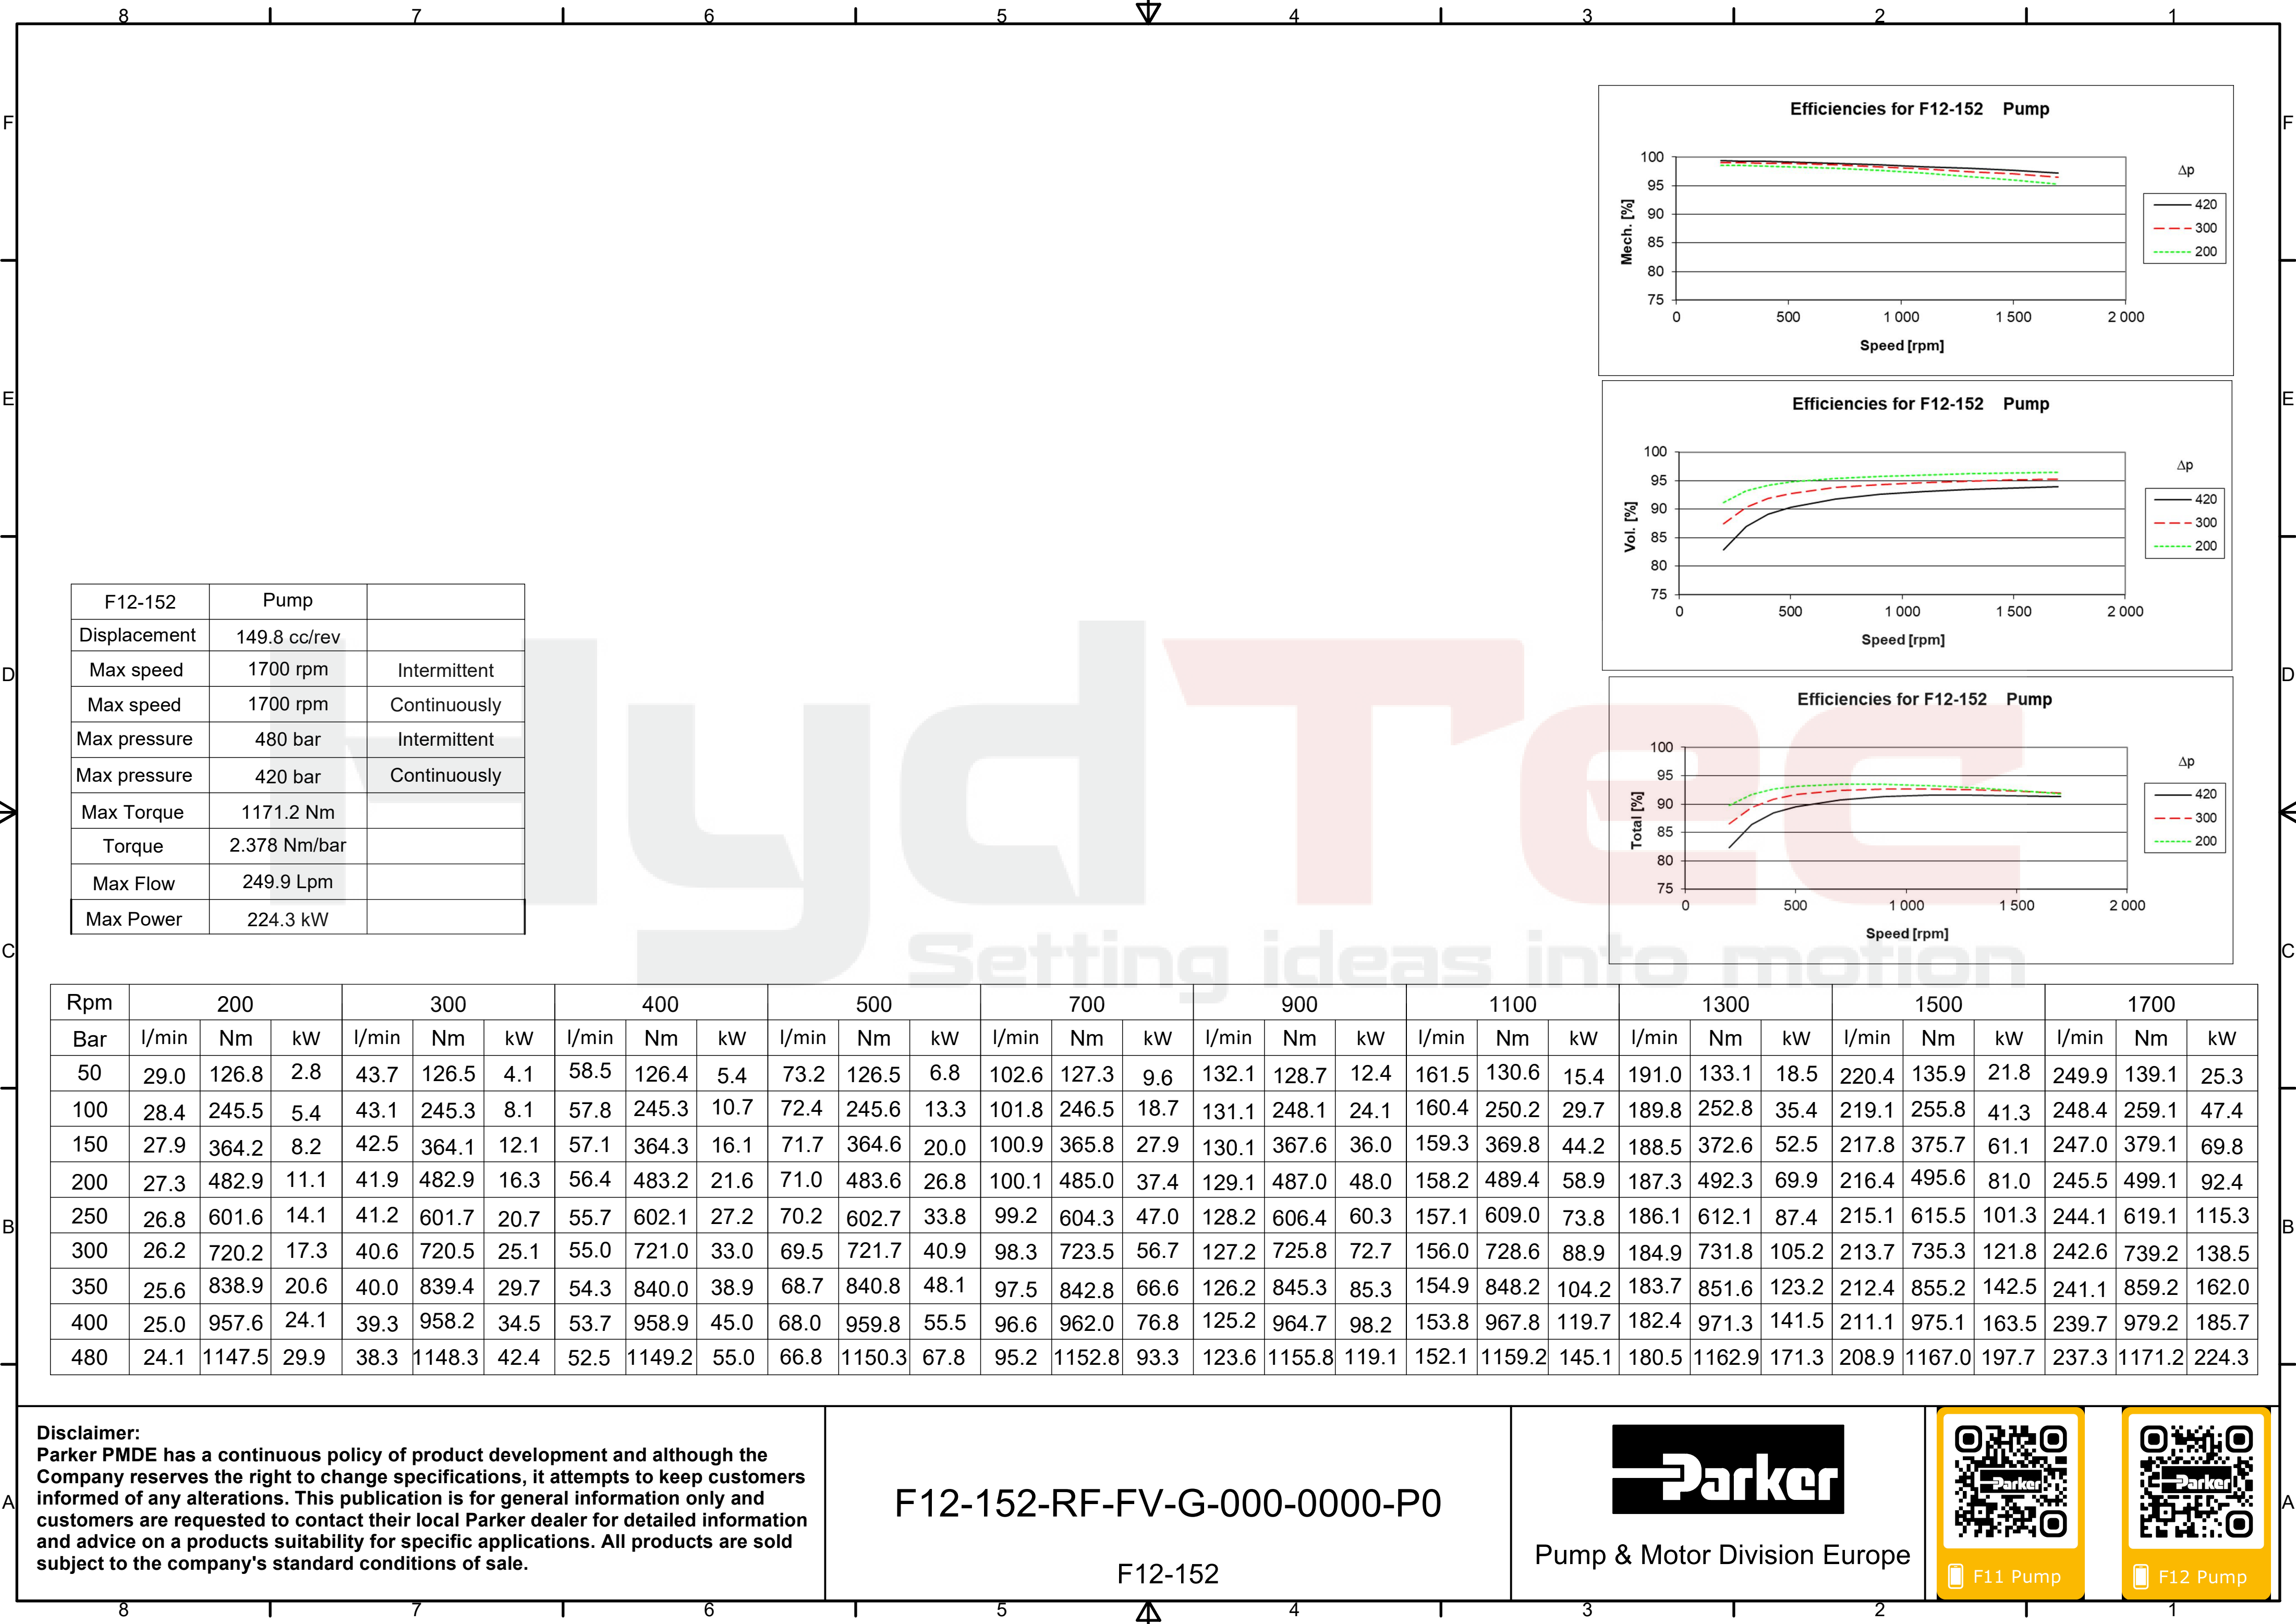 8 7 6 5 4 3 2 1
F F
Efficiencies for F12-152 Pump
100
95
90
85
80
75
Mech. [%]
0 500 1 000 1 500 2 000
Speed [rpm]
Δp
420
300
200
E E
Efficiencies for F12-152 Pump
100
95
90
85
80
75
Vol. [%]
0 500 1 000 1 500 2 000
Speed [rpm]
Δp
420
300
200
D D
F12-152 Pump
Displacement 149.8 cc/rev
Max speed 1700 rpm Intermittent
Max speed 1700 rpm Continuously
Max pressure 480 bar Intermittent
Max pressure 420 bar Continuously
Max Torque 1171.2 Nm
Torque 2.378 Nm/bar
Max Flow 249.9 Lpm
Max Power 224.3 kW
HydTec
Setting ideas into motion
Efficiencies for F12-152 Pump
100
95
90
85
80
75
Total [%]
0 500 1 000 1 500 2 000
Speed [rpm]
Δp
420
300
200
C C
Rpm 200 300 400 500 700 900 1100 1300 1500 1700
Bar l/min Nm kW l/min Nm kW l/min Nm kW l/min Nm kW l/min Nm kW l/min Nm kW l/min Nm kW l/min Nm kW l/min Nm kW l/min Nm kW
50 29.0 126.8 2.8 43.7 126.5 4.1 58.5 126.4 5.4 73.2 126.5 6.8 102.6 127.3 9.6 132.1 128.7 12.4 161.5 130.6 15.4 191.0 133.1 18.5 220.4 135.9 21.8 249.9 139.1 25.3
100 28.4 245.5 5.4 43.1 245.3 8.1 57.8 245.3 10.7 72.4 245.6 13.3 101.8 246.5 18.7 131.1 248.1 24.1 160.4 250.2 29.7 189.8 252.8 35.4 219.1 255.8 41.3 248.4 259.1 47.4
150 27.9 364.2 8.2 42.5 364.1 12.1 57.1 364.3 16.1 71.7 364.6 20.0 100.9 365.8 27.9 130.1 367.6 36.0 159.3 369.8 44.2 188.5 372.6 52.5 217.8 375.7 61.1 247.0 379.1 69.8
200 27.3 482.9 11.1 41.9 482.9 16.3 56.4 483.2 21.6 71.0 483.6 26.8 100.1 485.0 37.4 129.1 487.0 48.0 158.2 489.4 58.9 187.3 492.3 69.9 216.4 495.6 81.0 245.5 499.1 92.4
B B
250 26.8 601.6 14.1 41.2 601.7 20.7 55.7 602.1 27.2 70.2 602.7 33.8 99.2 604.3 47.0 128.2 606.4 60.3 157.1 609.0 73.8 186.1 612.1 87.4 215.1 615.5 101.3 244.1 619.1 115.3
300 26.2 720.2 17.3 40.6 720.5 25.1 55.0 721.0 33.0 69.5 721.7 40.9 98.3 723.5 56.7 127.2 725.8 72.7 156.0 728.6 88.9 184.9 731.8 105.2 213.7 735.3 121.8 242.6 739.2 138.5
350 25.6 838.9 20.6 40.0 839.4 29.7 54.3 840.0 38.9 68.7 840.8 48.1 97.5 842.8 66.6 126.2 845.3 85.3 154.9 848.2 104.2 183.7 851.6 123.2 212.4 855.2 142.5 241.1 859.2 162.0
400 25.0 957.6 24.1 39.3 958.2 34.5 53.7 958.9 45.0 68.0 959.8 55.5 96.6 962.0 76.8 125.2 964.7 98.2 153.8 967.8 119.7 182.4 971.3 141.5 211.1 975.1 163.5 239.7 979.2 185.7
480 24.1 1147.5 29.9 38.3 1148.3 42.4 52.5 1149.2 55.0 66.8 1150.3 67.8 95.2 1152.8 93.3 123.6 1155.8 119.1 152.1 1159.2 145.1 180.5 1162.9 171.3 208.9 1167.0 197.7 237.3 1171.2 224.3
Disclaimer:
Parker PMDE has a continuous policy of product development and although the
Company reserves the right to change specifications, it attempts to keep customers
informed of any alterations. This publication is for general information only and
customers are requested to contact their local Parker dealer for detailed information
and advice on a products suitability for specific applications. All products are sold
subject to the company's standard conditions of sale.
A A
F12-152-RF-FV-G-000-0000-P0
F12-152
Parker
Pump & Motor Division Europe
Parker
F11 Pump
Parker
F12 Pump
8 7 6 5 4 3 2 1